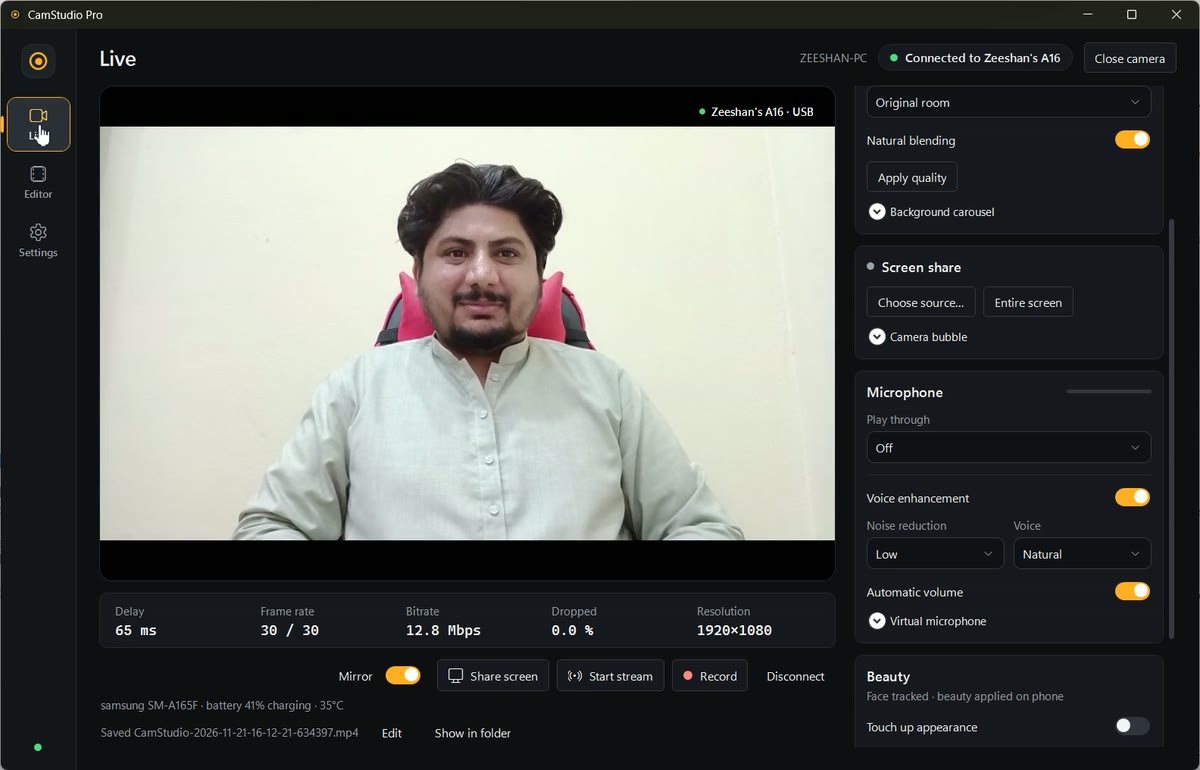 CamStudio Pro
Live
ZEESHAN-PC
Connected to Zeeshan's A16
Close camera
Editor
Settings
Zeeshan's A16 · USB
Delay
65 ms
Frame rate
30 / 30
Bitrate
12.8 Mbps
Dropped
0.0 %
Resolution
1920×1080
Mirror
Share screen
Start stream
Record
Disconnect
samsung SM-A165F · battery 41% charging · 35°C
Saved CamStudio-2026-11-21-16-12-21-634397.mp4
Edit
Show in folder
Original room
Natural blending
Apply quality
Background carousel
Screen share
Choose source...
Entire screen
Camera bubble
Microphone
Play through
Off
Voice enhancement
Noise reduction
Voice
Low
Natural
Automatic volume
Virtual microphone
Beauty
Face tracked · beauty applied on phone
Touch up appearance